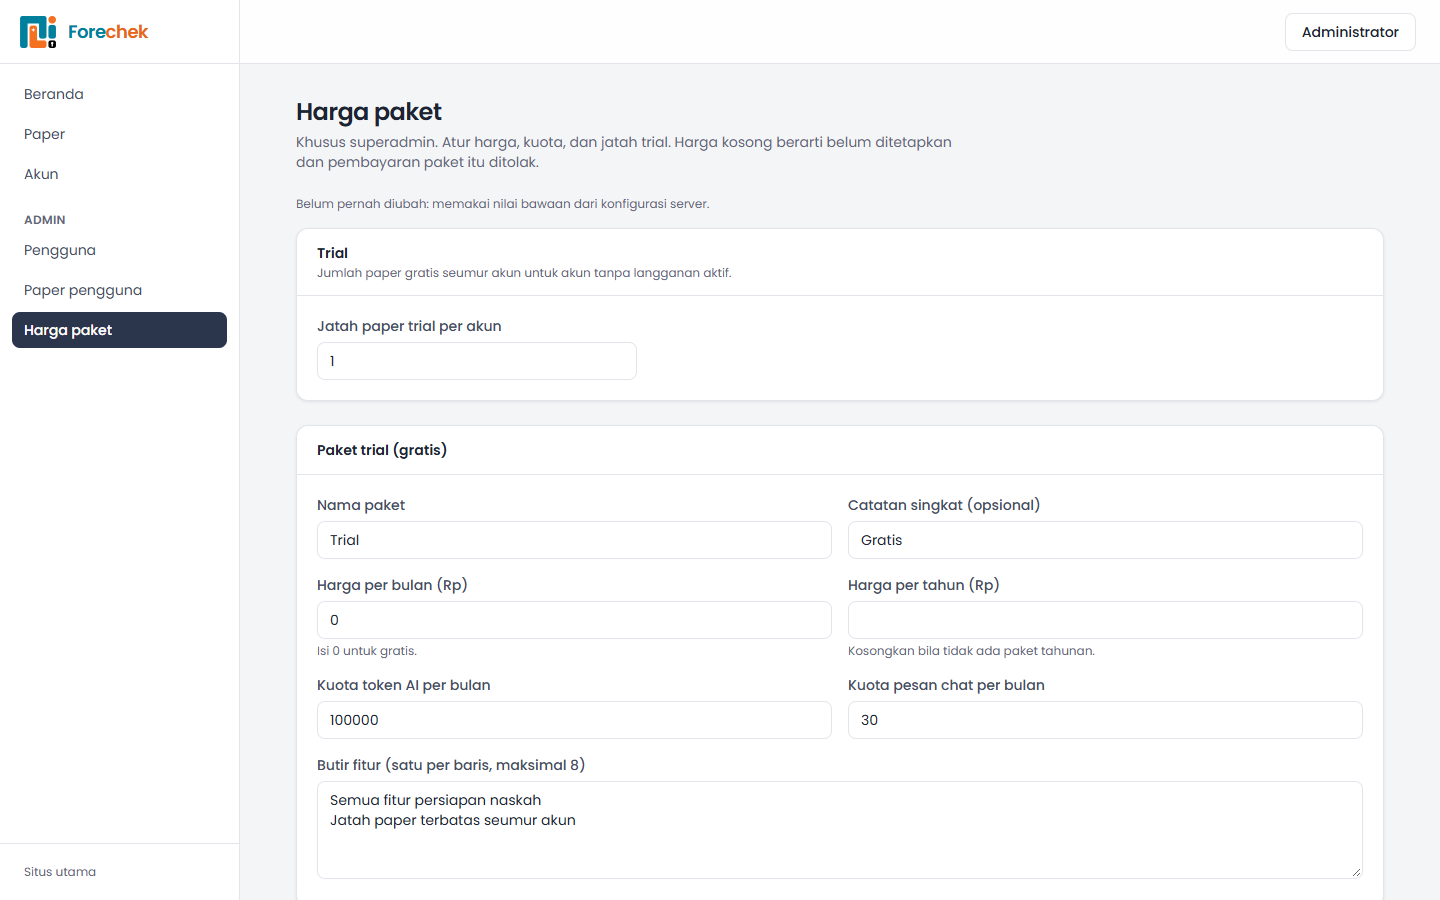 Forechek
Administrator
Beranda
Paper
Akun
ADMIN
Pengguna
Paper pengguna
Harga paket
Situs utama
Harga paket
Khusus superadmin. Atur harga, kuota, dan jatah trial. Harga kosong berarti belum ditetapkan
dan pembayaran paket itu ditolak.
Belum pernah diubah: memakai nilai bawaan dari konfigurasi server.
Trial
Jumlah paper gratis seumur akun untuk akun tanpa langganan aktif.
Jatah paper trial per akun
1
Paket trial (gratis)
Nama paket
Trial
Catatan singkat (opsional)
Gratis
Harga per bulan (Rp)
0
Isi 0 untuk gratis.
Harga per tahun (Rp)
Kosongkan bila tidak ada paket tahunan.
Kuota token AI per bulan
100000
Kuota pesan chat per bulan
30
Butir fitur (satu per baris, maksimal 8)
Semua fitur persiapan naskah
Jatah paper terbatas seumur akun